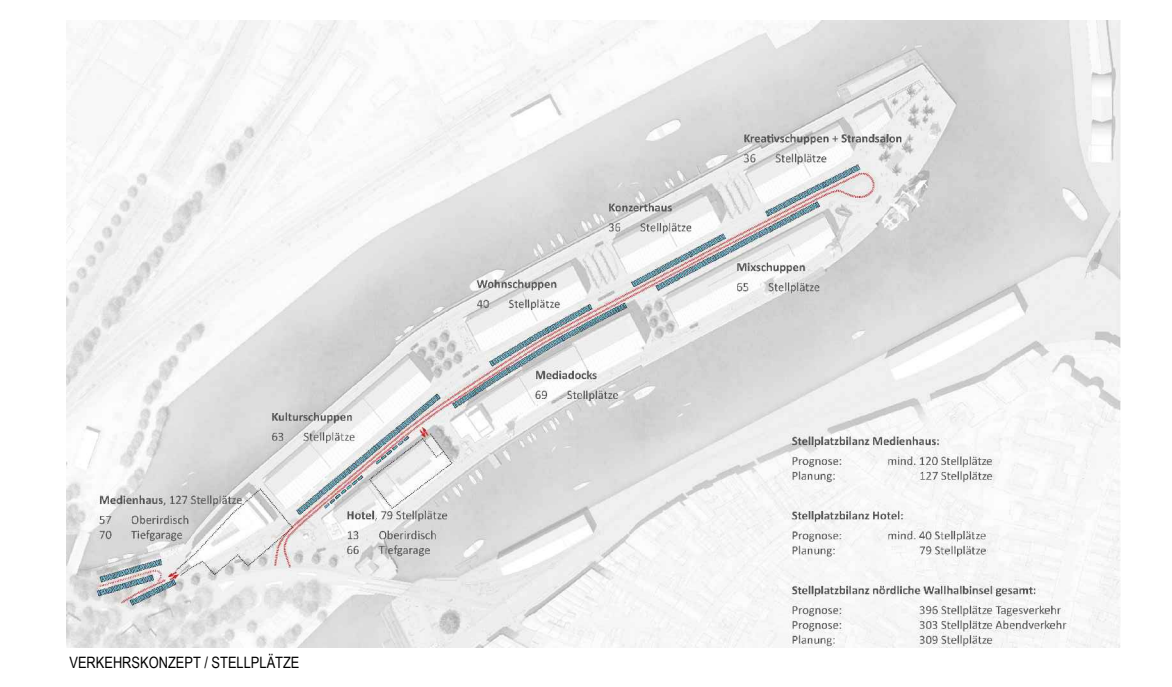 Kreativschuppen + Strandsalon
36 Stellplätze
Konzerthaus
36 Stellplätze
Mixschuppen
65 Stellplätze
Wohnschuppen
40 Stellplätze
Mediadocks
69 Stellplätze
Kulturschuppen
63 Stellplätze
Medienhaus, 127 Stellplätze
57 Oberirdisch
70 Tiefgarage
Hotel, 79 Stellplätze
13 Oberirdisch
66 Tiefgarage
Stellplatzbilanz Medienhaus:
Prognose: mind. 120 Stellplätze
Planung: 127 Stellplätze
Stellplatzbilanz Hotel:
Prognose: mind. 40 Stellplätze
Planung: 79 Stellplätze
Stellplatzbilanz nördliche Wallhalbinsel gesamt:
Prognose: 396 Stellplätze Tagesverkehr
Prognose: 303 Stellplätze Abendverkehr
Planung: 309 Stellplätze
VERKEHRSKONZEPT / STELLPLÄTZE